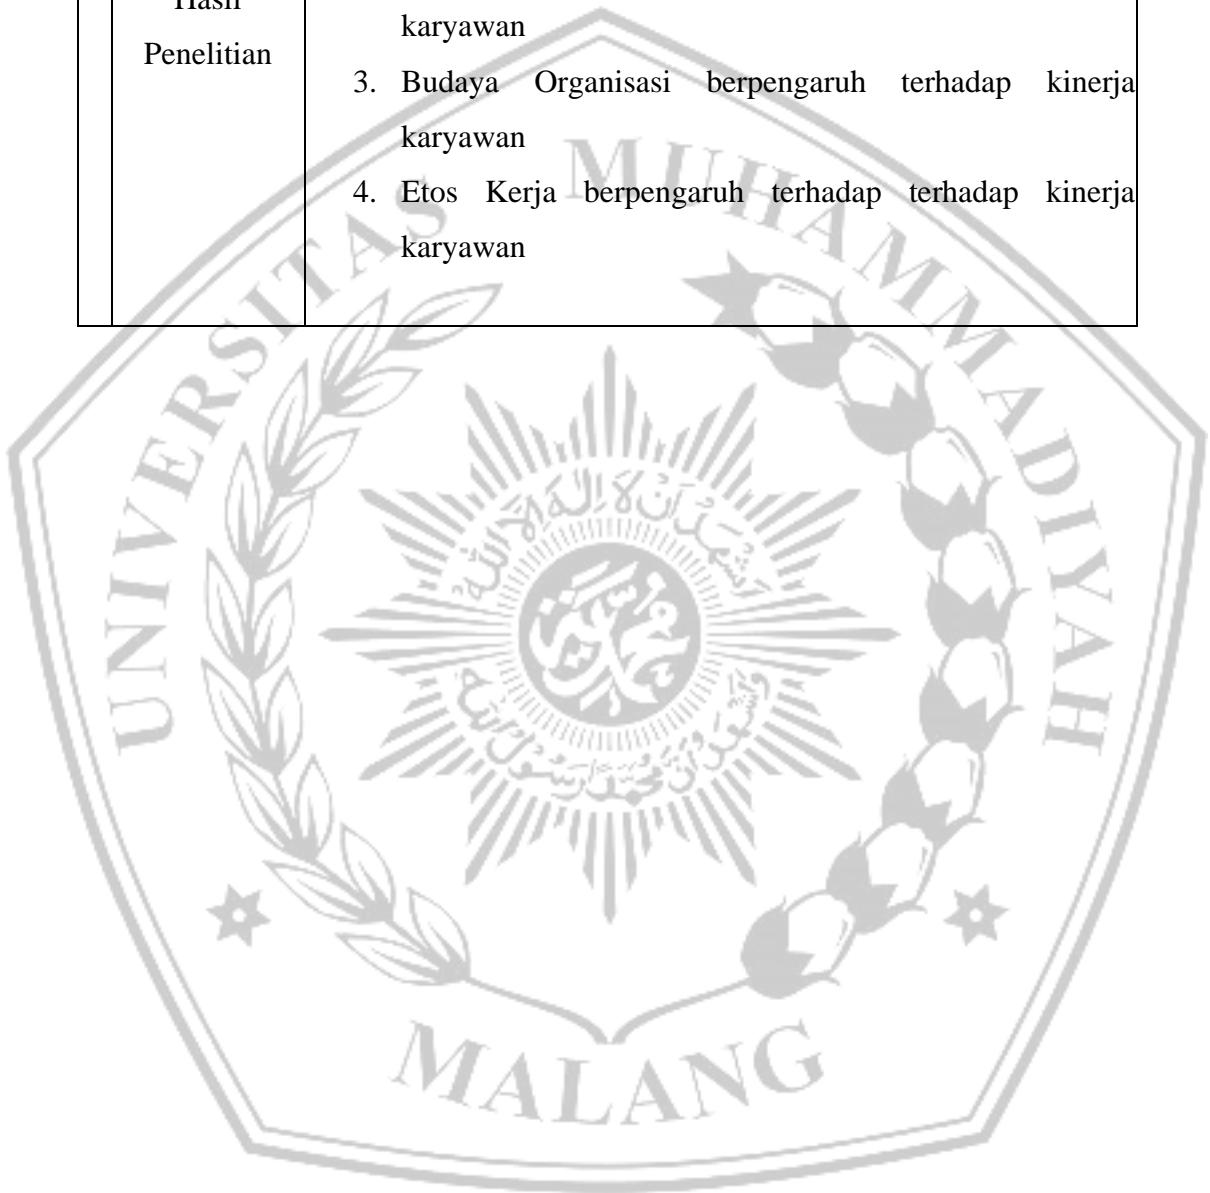 Hasil
Penelitian
karyawan
3. Budaya Organisasi berpengaruh terhadap kinerja
karyawan
4. Etos Kerja berpengaruh terhadap terhadap kinerja
karyawan
UNIVERSITAS MUHAMMADIYAH
MALANG